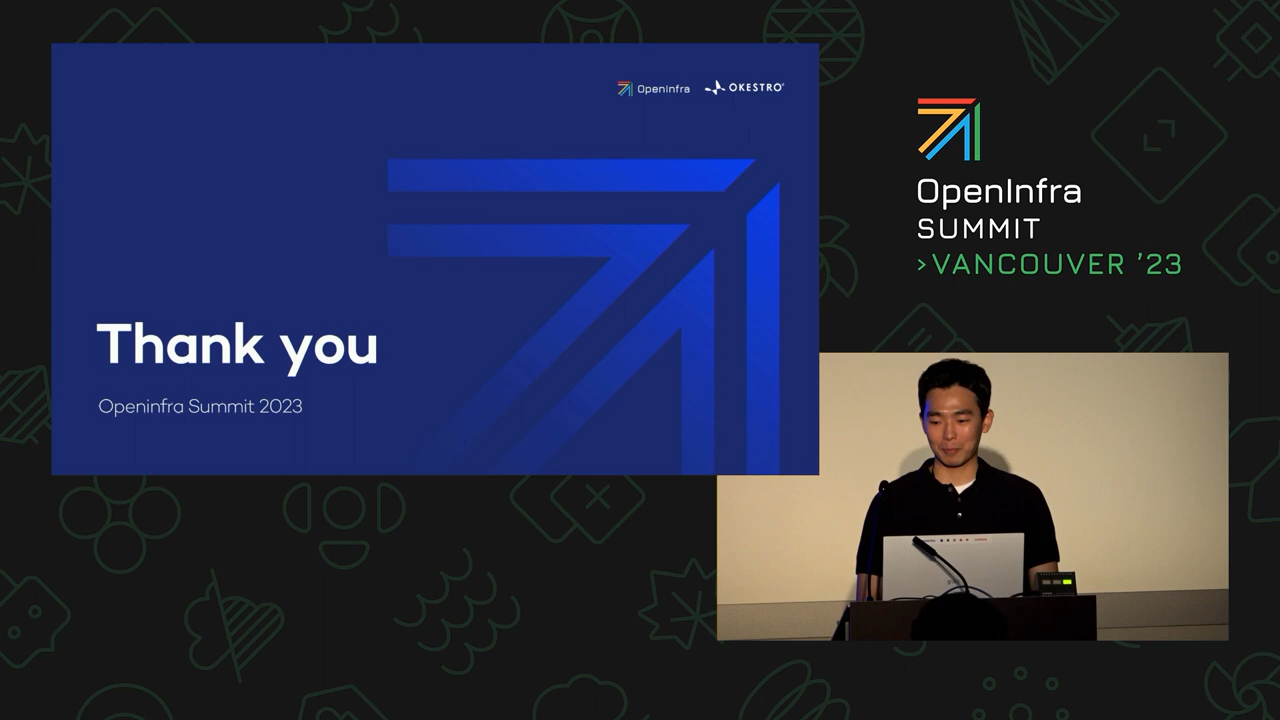 OpenInfra
OKESTRO
Thank you
Openinfra Summit 2023
OpenInfra
SUMMIT
>VANCOUVER ’23